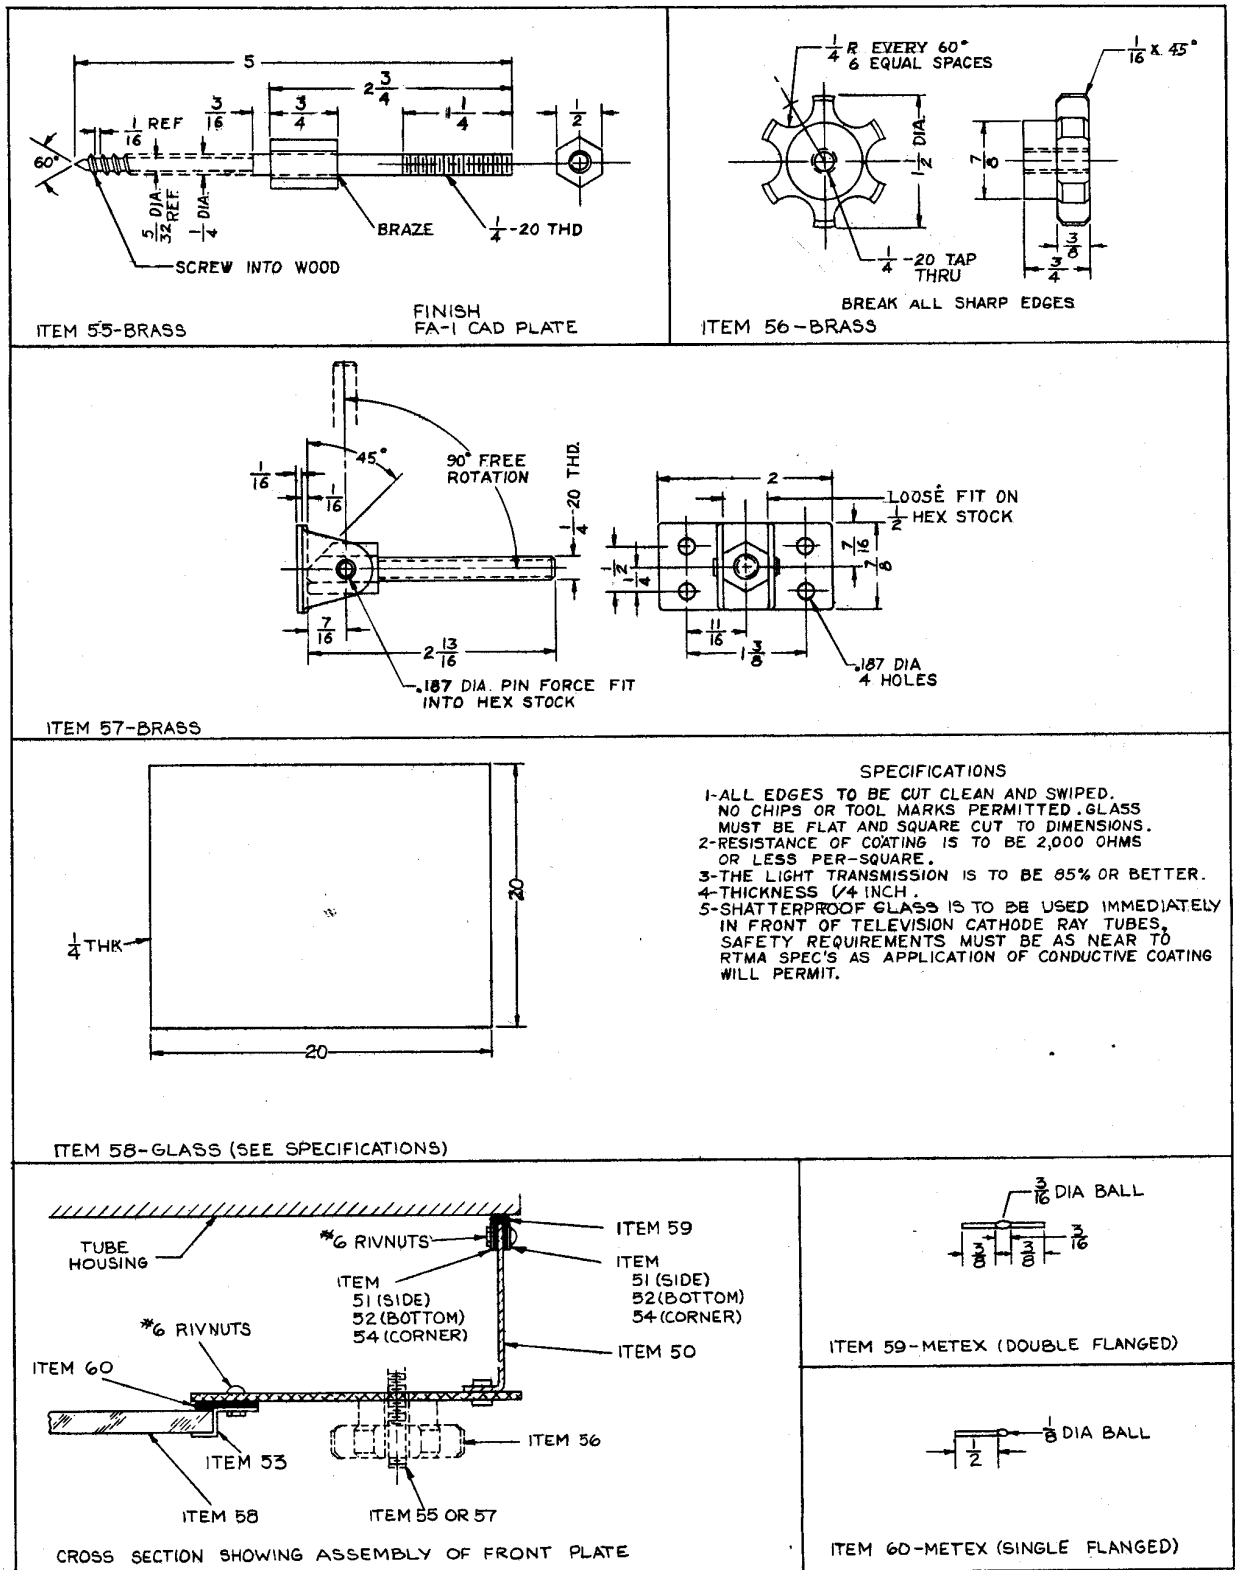 5
2 3/4
3/16
3/4
1 1/4
1/2
1/16 REF
60°
5/32 DIA. REF.
1/4 DIA.
BRAZE
1/4-20 THD
SCREW INTO WOOD
FINISH
FA-1 CAD PLATE
ITEM 55-BRASS
1/4 R EVERY 60°
6 EQUAL SPACES
1/16 X 45°
1 1/2 DIA.
7/8
3/8
3/4
1/4-20 TAP
THRU
BREAK ALL SHARP EDGES
ITEM 56-BRASS
45°
90° FREE
ROTATION
1/16
1/16
1/4-20 THD.
7/16
2 13/16
.187 DIA. PIN FORCE FIT
INTO HEX STOCK
2
LOOSE FIT ON
1/2 HEX STOCK
7/16
7/8
1/2
1/4
11/16
1 3/8
.187 DIA
4 HOLES
ITEM 57-BRASS
1/4 THK
20
20
SPECIFICATIONS
1-ALL EDGES TO BE CUT CLEAN AND SWIPED.
NO CHIPS OR TOOL MARKS PERMITTED. GLASS
MUST BE FLAT AND SQUARE CUT TO DIMENSIONS.
2-RESISTANCE OF COATING IS TO BE 2,000 OHMS
OR LESS PER-SQUARE.
3-THE LIGHT TRANSMISSION IS TO BE 85% OR BETTER.
4-THICKNESS 1/4 INCH.
5-SHATTERPROOF GLASS IS TO BE USED IMMEDIATELY
IN FRONT OF TELEVISION CATHODE RAY TUBES,
SAFETY REQUIREMENTS MUST BE AS NEAR TO
RTMA SPEC'S AS APPLICATION OF CONDUCTIVE COATING
WILL PERMIT.
ITEM 58-GLASS (SEE SPECIFICATIONS)
TUBE
HOUSING
#6 RIVNUTS
ITEM 59
ITEM
51 (SIDE)
52 (BOTTOM)
54 (CORNER)
ITEM
51 (SIDE)
52 (BOTTOM)
54 (CORNER)
#6 RIVNUTS
ITEM 50
ITEM 60
ITEM 56
ITEM 53
ITEM 58
ITEM 55 OR 57
CROSS SECTION SHOWING ASSEMBLY OF FRONT PLATE
3/16 DIA BALL
3/16
3/8
3/8
ITEM 59-METEX (DOUBLE FLANGED)
1/8 DIA BALL
1/2
ITEM 60-METEX (SINGLE FLANGED)